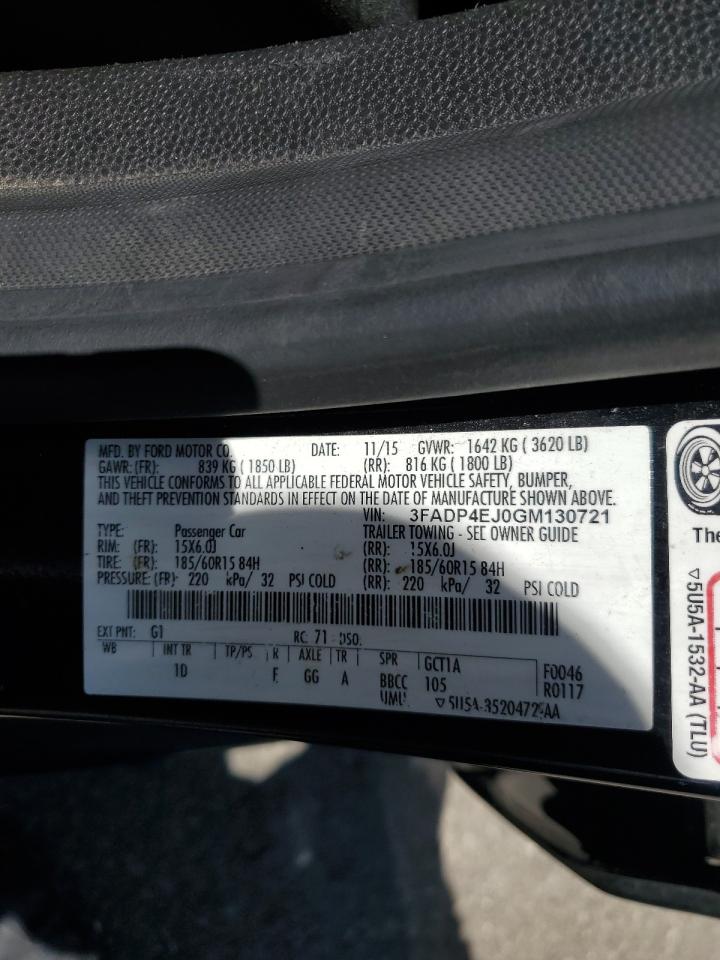 MFD. BY FORD MOTOR CO. DATE: 11/15 GVWR: 1642 KG ( 3620 LB)
GAWR: (FR): 839 KG ( 1850 LB) (RR): 816 KG ( 1800 LB)
THIS VEHICLE CONFORMS TO ALL APPLICABLE FEDERAL MOTOR VEHICLE SAFETY, BUMPER,
AND THEFT PREVENTION STANDARDS IN EFFECT ON THE DATE OF MANUFACTURE SHOWN ABOVE.
VIN: 3FADP4EJ0GM130721
TYPE: Passenger Car TRAILER TOWING - SEE OWNER GUIDE
RIM: (FR): 15X6.0J (RR): 15X6.0J
TIRE: (FR): 185/60R15 84H (RR): 185/60R15 84H
PRESSURE: (FR): 220 kPa/ 32 PSI COLD (RR): 220 kPa/ 32 PSI COLD
EXT PNT: G1 RC: 71 DSO:
WB INT TR TP/PS R AXLE TR SPR GCT1A F0046
1D F GG A BBCC 105 R0117
UML ▽5U5A-3520472-AA
The
▽5U5A-1532-AA (TLU)